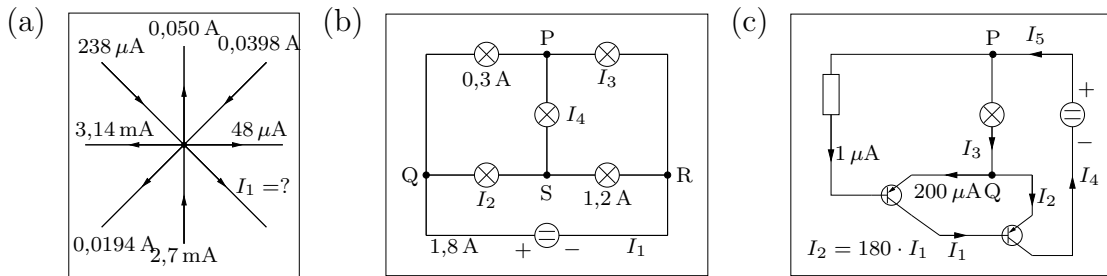 (a)
0,050 A
238 μA
0,0398 A
3,14 mA
48 μA
I₁ =?
0,0194 A
2,7 mA
(b)
P
0,3 A
I₃
I₄
Q
R
I₂
S
1,2 A
1,8 A
+
−
I₁
(c)
P
I₅
+
−
I₃
1 μA
I₄
200 μA
Q
I₂
I₂ = 180 · I₁
I₁